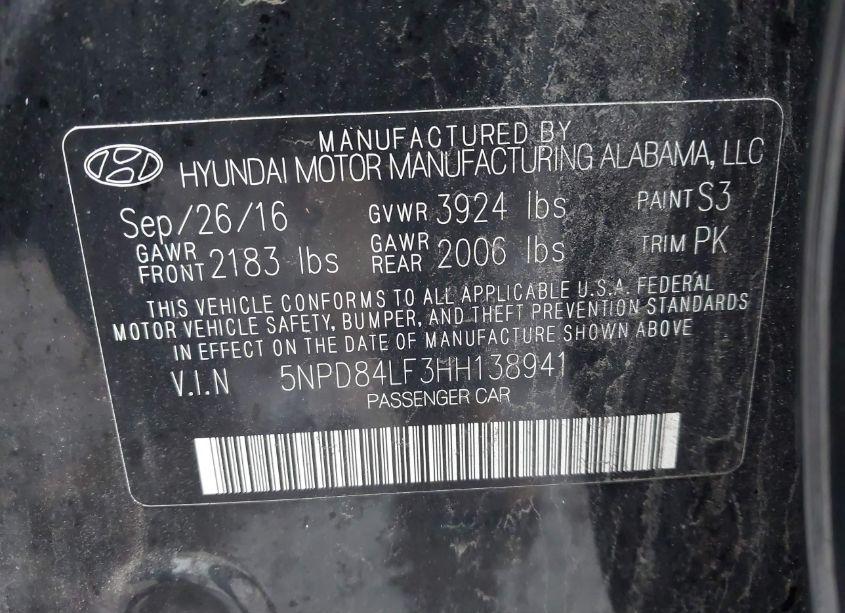 MANUFACTURED BY
HYUNDAI MOTOR MANUFACTURING ALABAMA, LLC
Sep/26/16 GVWR 3924 lbs PAINT S3
GAWR FRONT 2183 lbs GAWR REAR 2006 lbs TRIM PK
THIS VEHICLE CONFORMS TO ALL APPLICABLE U.S.A. FEDERAL
MOTOR VEHICLE SAFETY, BUMPER, AND THEFT PREVENTION STANDARDS
IN EFFECT ON THE DATE OF MANUFACTURE SHOWN ABOVE
V.I.N 5NPD84LF3HH138941
PASSENGER CAR